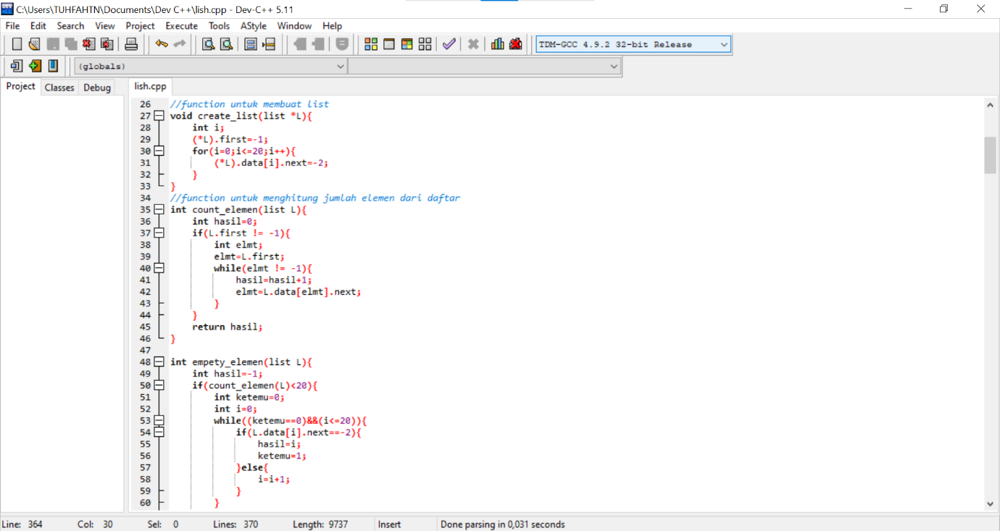 C:\Users\TUHFAHTN\Documents\Dev C++\lish.cpp - Dev-C++ 5.11
File Edit Search View Project Execute Tools AStyle Window Help
TDM-GCC 4.9.2 32-bit Release
(globals)
Project Classes Debug
lish.cpp
26 //function untuk membuat list
27 void create_list(list *L){
28 int i;
29 (*L).first=-1;
30 for(i=0;i<=20;i++){
31 (*L).data[i].next=-2;
32 }
33 }
34 //function untuk menghitung jumlah elemen dari daftar
35 int count_elemen(list L){
36 int hasil=0;
37 if(L.first != -1){
38 int elmt;
39 elmt=L.first;
40 while(elmt != -1){
41 hasil=hasil+1;
42 elmt=L.data[elmt].next;
43 }
44 }
45 return hasil;
46 }
47
48 int empety_elemen(list L){
49 int hasil=-1;
50 if(count_elemen(L)<20){
51 int ketemu=0;
52 int i=0;
53 while((ketemu==0)&&(i<=20)){
54 if(L.data[i].next==-2){
55 hasil=i;
56 ketemu=1;
57 }else{
58 i=i+1;
59 }
60 }
Line: 364 Col: 30 Sel: 0 Lines: 370 Length: 9737 Insert Done parsing in 0,031 seconds